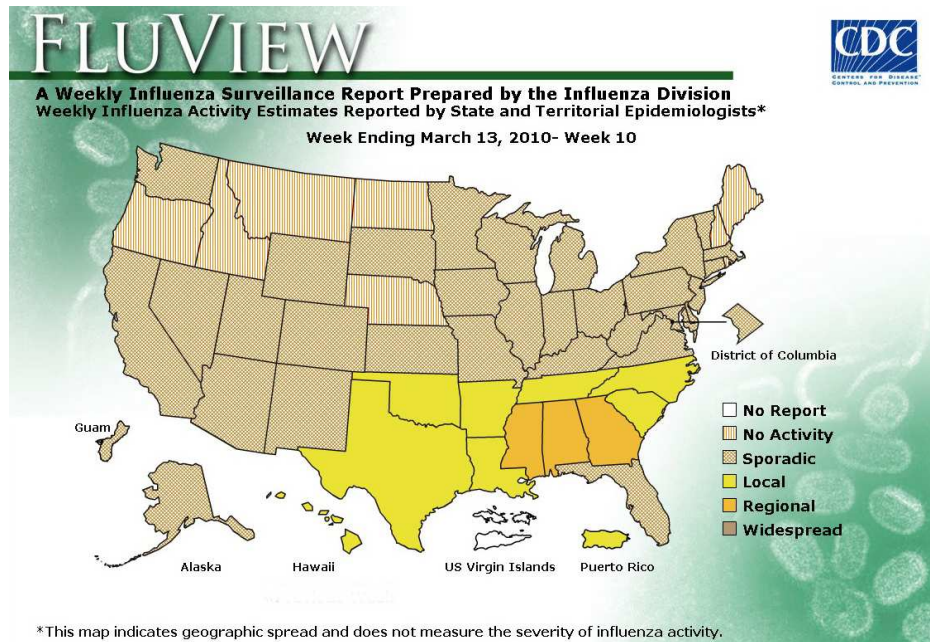 FLUVIEW
CDC
CENTERS FOR DISEASE
CONTROL AND PREVENTION
A Weekly Influenza Surveillance Report Prepared by the Influenza Division
Weekly Influenza Activity Estimates Reported by State and Territorial Epidemiologists*
Week Ending March 13, 2010- Week 10
District of Columbia
No Report
No Activity
Sporadic
Local
Regional
Widespread
Guam
Alaska
Hawaii
US Virgin Islands
Puerto Rico
*This map indicates geographic spread and does not measure the severity of influenza activity.